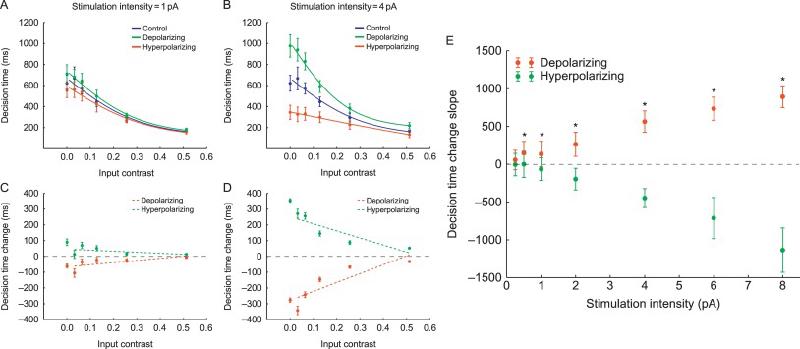 A
Stimulation intensity = 1 pA
Control
Depolarizing
Hyperpolarizing
Decision time (ms)
1000
800
600
400
200
0.0 0.1 0.2 0.3 0.4 0.5 0.6
Input contrast
B
Stimulation intensity = 4 pA
Control
Depolarizing
Hyperpolarizing
Decision time (ms)
1200
1000
800
600
400
200
0.0 0.1 0.2 0.3 0.4 0.5 0.6
Input contrast
C
Depolarizing
Hyperpolarizing
Decision time change (ms)
400
300
200
100
0
−100
−200
−300
−400
0.0 0.1 0.2 0.3 0.4 0.5 0.6
Input contrast
D
Depolarizing
Hyperpolarizing
Decision time change (ms)
400
300
200
100
0
−100
−200
−300
−400
0.0 0.1 0.2 0.3 0.4 0.5 0.6
Input contrast
E
Depolarizing
Hyperpolarizing
Decision time change slope
1500
1000
500
0
−500
−1000
−1500
* * * * * *
0 1 2 3 4 5 6 7 8
Stimulation intensity (pA)